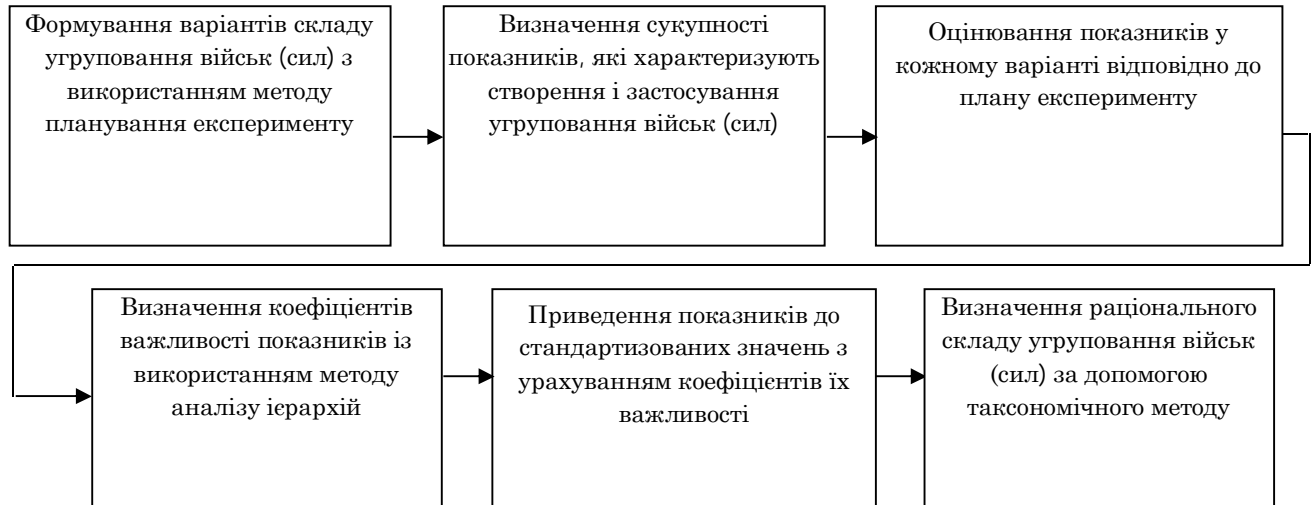 Формування варіантів складу
угруповання військ (сил) з
використанням методу
планування експерименту
Визначення сукупності
показників, які характеризують
створення і застосування
угруповання військ (сил)
Оцінювання показників у
кожному варіанті відповідно до
плану експерименту
Визначення коефіцієнтів
важливості показників із
використанням методу
аналізу ієрархій
Приведення показників до
стандартизованих значень з
урахуванням коефіцієнтів їх
важливості
Визначення раціонального
складу угруповання військ
(сил) за допомогою
таксономічного методу